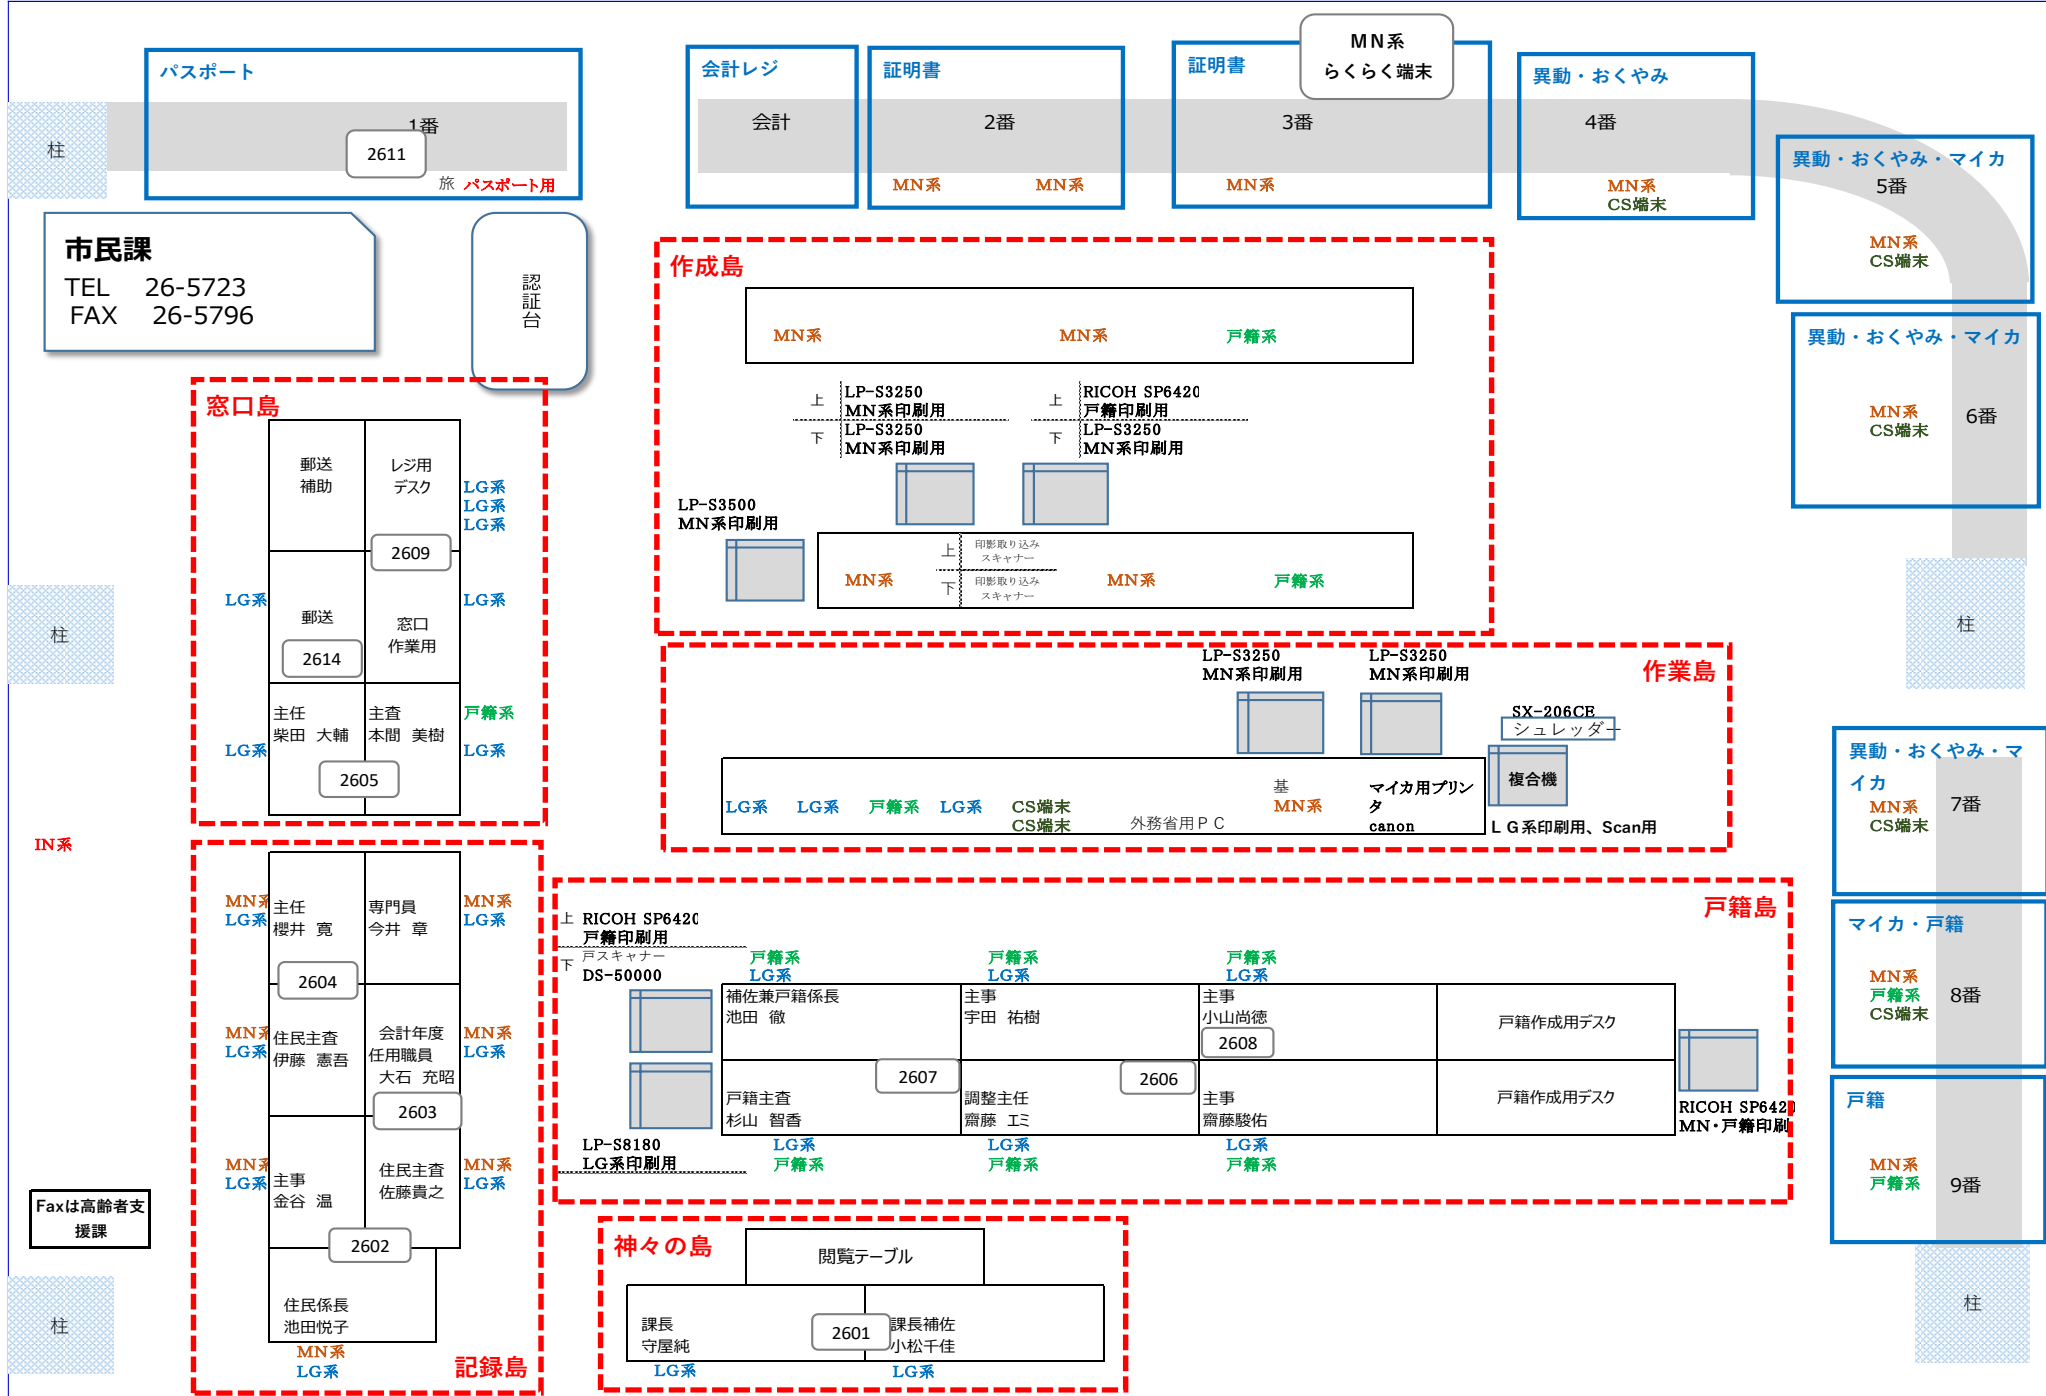 パスポート
1番
2611
旅 パスポート用
柱
会計レジ
会計
証明書
2番
MN系 MN系
証明書
3番
MN系
MN系
らくらく端末
異動・おくやみ
4番
MN系
CS端末
異動・おくやみ・マイカ
5番
MN系
CS端末
異動・おくやみ・マイカ
6番
MN系
CS端末
市民課
TEL 26-5723
FAX 26-5796
認証台
作成島
MN系 MN系 戸籍系
上 LP-S3250
MN系印刷用
下 LP-S3250
MN系印刷用
上 RICOH SP6420
戸籍印刷用
下 LP-S3250
MN系印刷用
LP-S3500
MN系印刷用
MN系
上 印影取り込み
スキャナー
下 印影取り込み
スキャナー
MN系 戸籍系
窓口島
郵送
補助
レジ用
デスク
LG系
LG系
LG系
2609
LG系
郵送
2614
窓口
作業用
LG系
主任
柴田 大輔
LG系
主査
本間 美樹
戸籍系
LG系
2605
柱
柱
作業島
LP-S3250
MN系印刷用
LP-S3250
MN系印刷用
SX-206CE
シュレッダー
複合機
LG系 LG系 戸籍系 LG系
CS端末
CS端末
外務省用PC
基
MN系
マイカ用プリン
タ
canon
LG系印刷用、Scan用
異動・おくやみ・マ
イカ
MN系
CS端末
7番
IN系
記録島
MN系
LG系
主任
櫻井 寛
専門員
今井 章
MN系
LG系
2604
MN系
LG系
住民主査
伊藤 憲吾
会計年度
任用職員
大石 充昭
MN系
LG系
2603
MN系
LG系
主事
金谷 温
住民主査
佐藤貴之
MN系
LG系
2602
住民係長
池田悦子
MN系
LG系
戸籍島
上 RICOH SP6420
戸籍印刷用
下 戸スキャナー
DS-50000
戸籍系
LG系
戸籍系
LG系
戸籍系
LG系
補佐兼戸籍係長
池田 徹
主事
宇田 祐樹
主事
小山尚徳
2608
戸籍作成用デスク
2607
2606
戸籍主査
杉山 智香
調整主任
齋藤 エミ
主事
齋藤駿佑
戸籍作成用デスク
RICOH SP6420
MN・戸籍印刷
LP-S8180
LG系印刷用
LG系
戸籍系
LG系
戸籍系
LG系
戸籍系
マイカ・戸籍
MN系
戸籍系
CS端末
8番
戸籍
MN系
戸籍系
9番
Faxは高齢者支
援課
柱
神々の島
閲覧テーブル
課長
守屋純
2601
課長補佐
小松千佳
LG系 LG系
柱